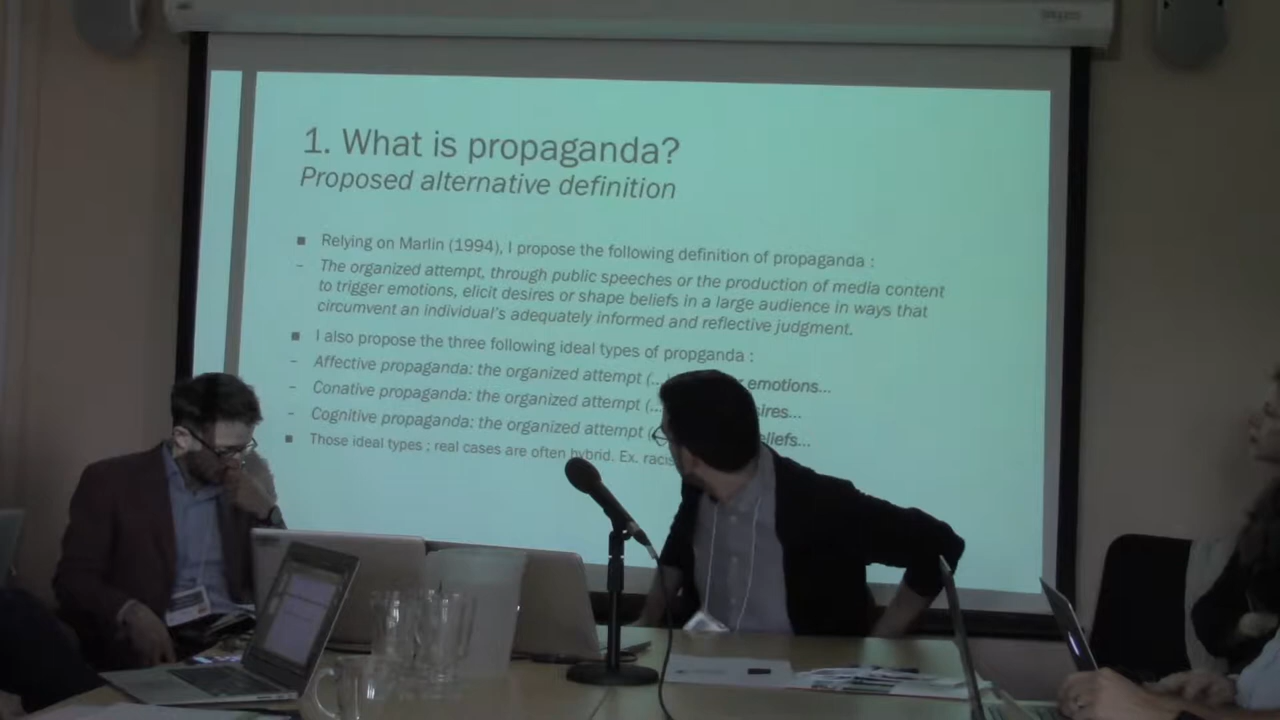 1. What is propaganda?
Proposed alternative definition
■ Relying on Marlin (1994), I propose the following definition of propaganda :
– The organized attempt, through public speeches or the production of media content
to trigger emotions, elicit desires or shape beliefs in a large audience in ways that
circumvent an individual's adequately informed and reflective judgment.
■ I also propose the three following ideal types of propganda :
– Affective propaganda: the organized attempt (... emotions...
– Conative propaganda: the organized attempt (...
– Cognitive propaganda: the organized attempt (
■ Those ideal types ; real cases are often hybrid. Ex.